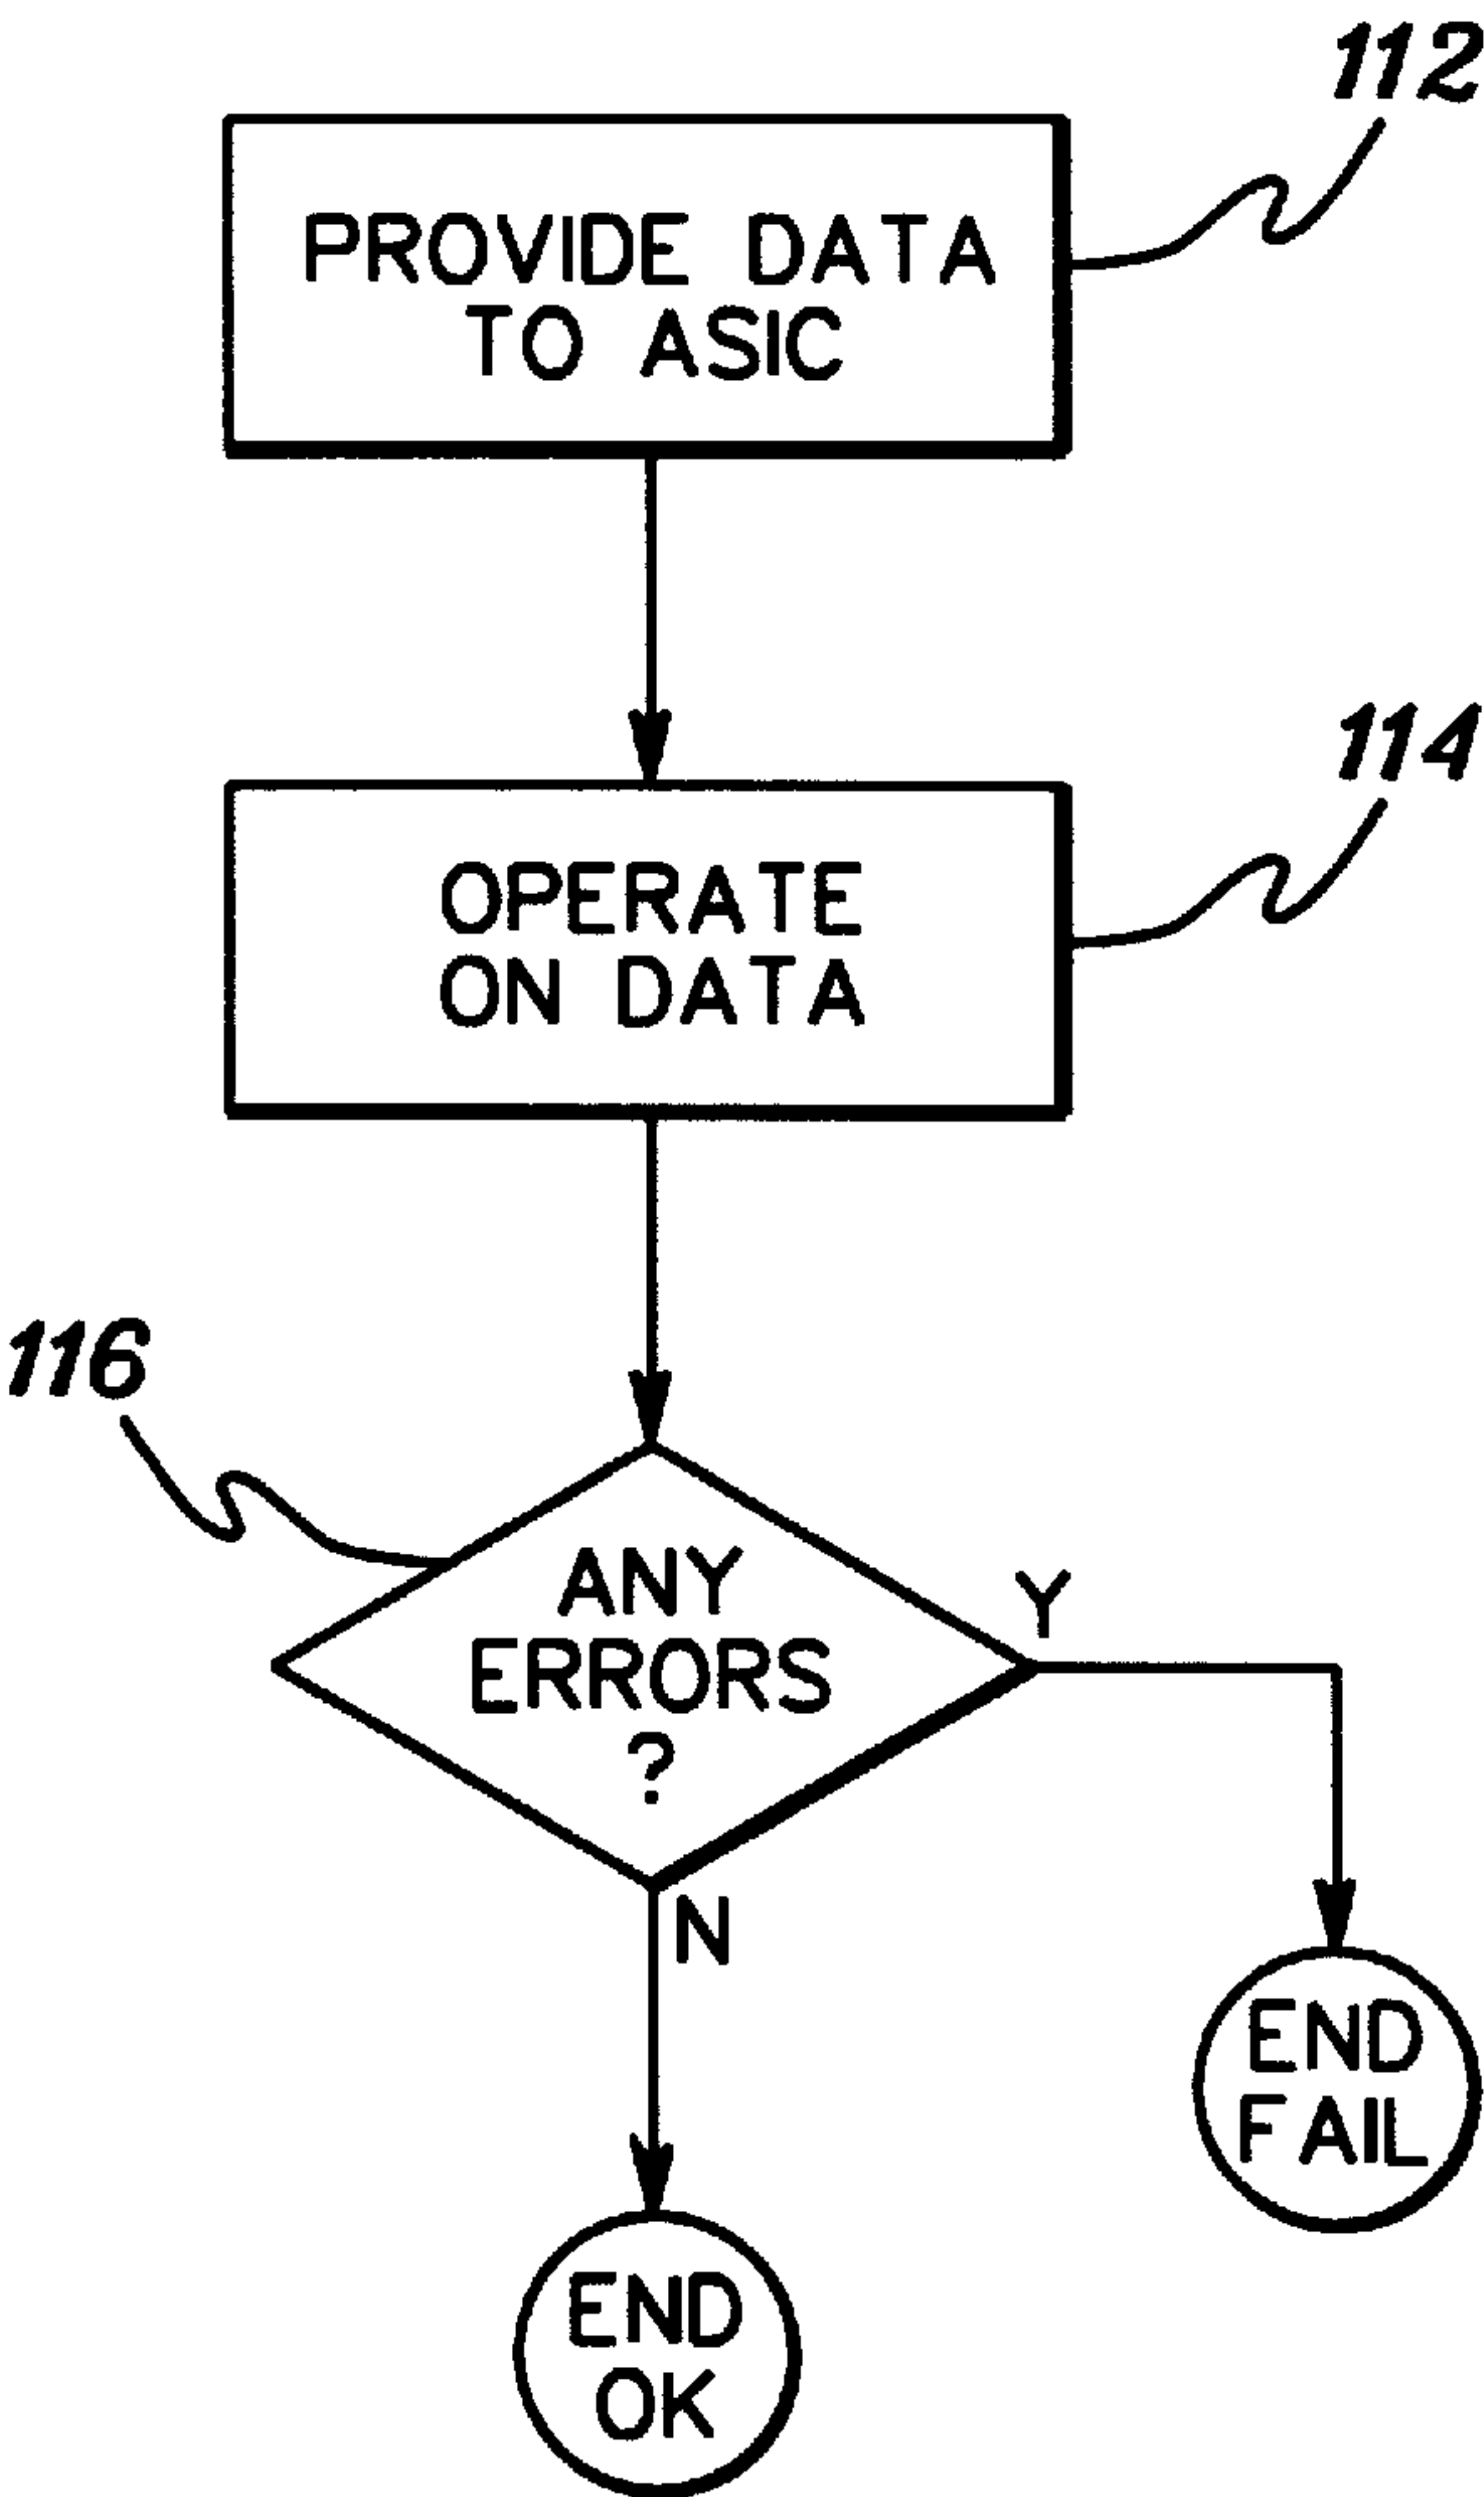 112
PROVIDE DATA
TO ASIC
114
OPERATE
ON DATA
116
ANY
ERRORS
?
Y
N
END
FAIL
END
OK